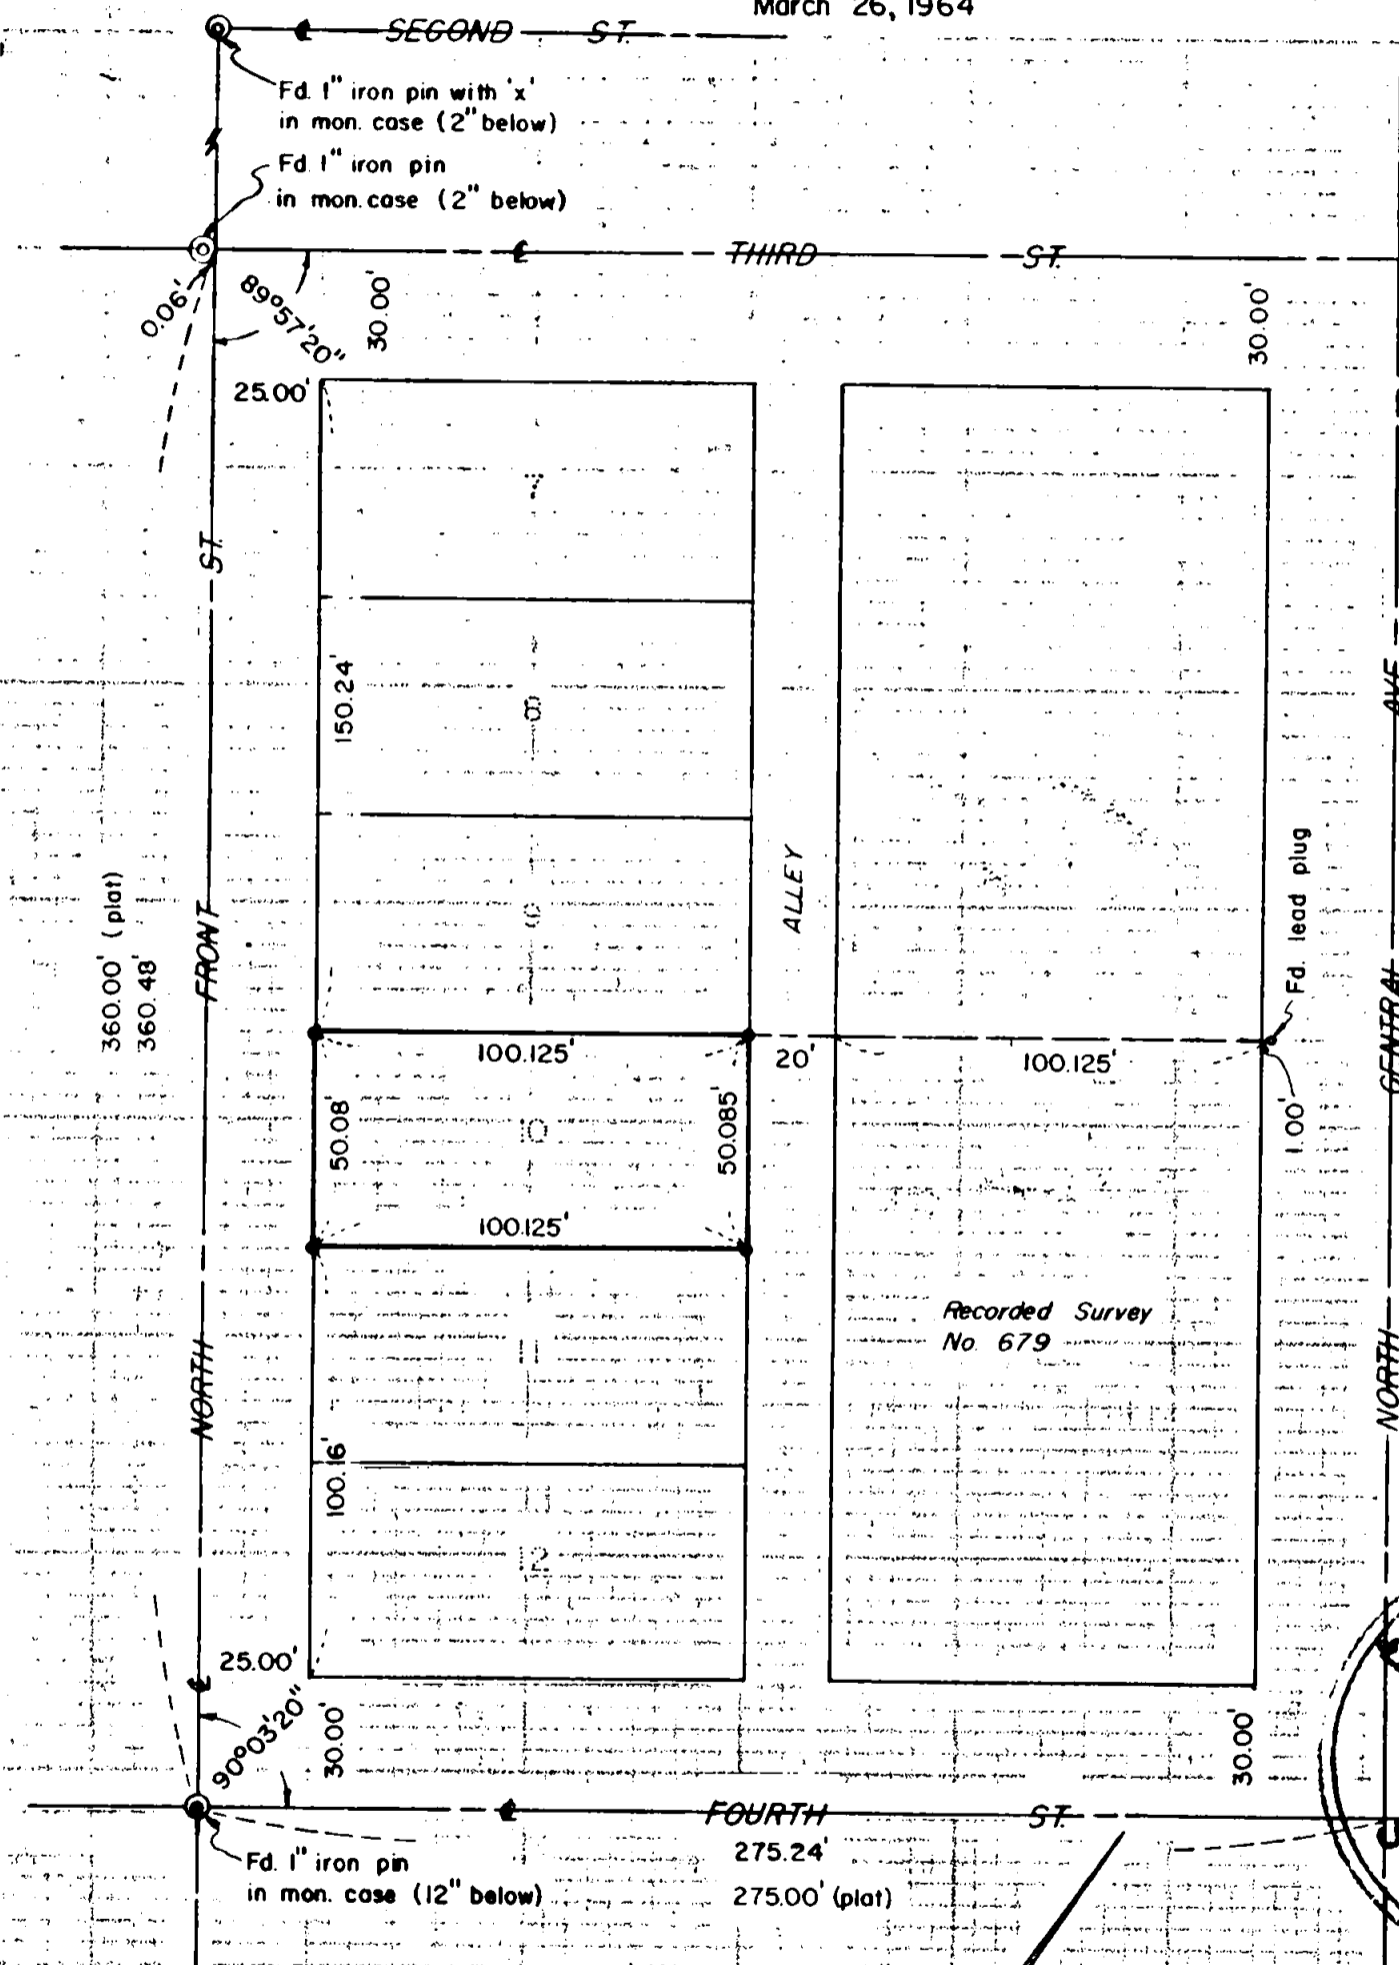 March 26, 1964
SECOND ST.
Fd. 1" iron pin with 'x'
in mon. case (2" below)
Fd. 1" iron pin
in mon. case (2" below)
THIRD ST.
0.06'
89°57'20"
30.00'
30.00'
25.00'
7
ST.
150.24'
8
AVE
ALLEY
Fd. lead plug
360.00' (plat)
360.48'
FRONT
9
CENTRAL
100.125'
20'
100.125'
50.08'
10
50.085'
1.00'
100.125'
Recorded Survey
No. 679
NORTH
11
NORTH
100.16'
12
25.00'
90°03'20"
30.00'
30.00'
FOURTH ST.
275.24'
275.00' (plat)
Fd. 1" iron pin
in mon. case (12" below)